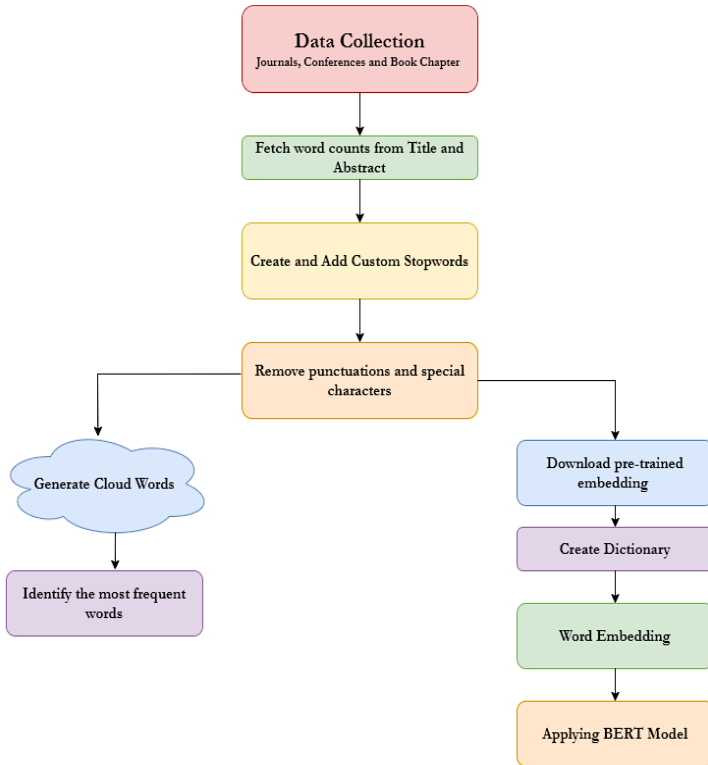 Data Collection
Journals, Conferences and Book Chapter
Fetch word counts from Title and
Abstract
Create and Add Custom Stopwords
Remove punctuations and special
characters
Generate Cloud Words
Identify the most frequent
words
Download pre-trained
embedding
Create Dictionary
Word Embedding
Applying BERT Model